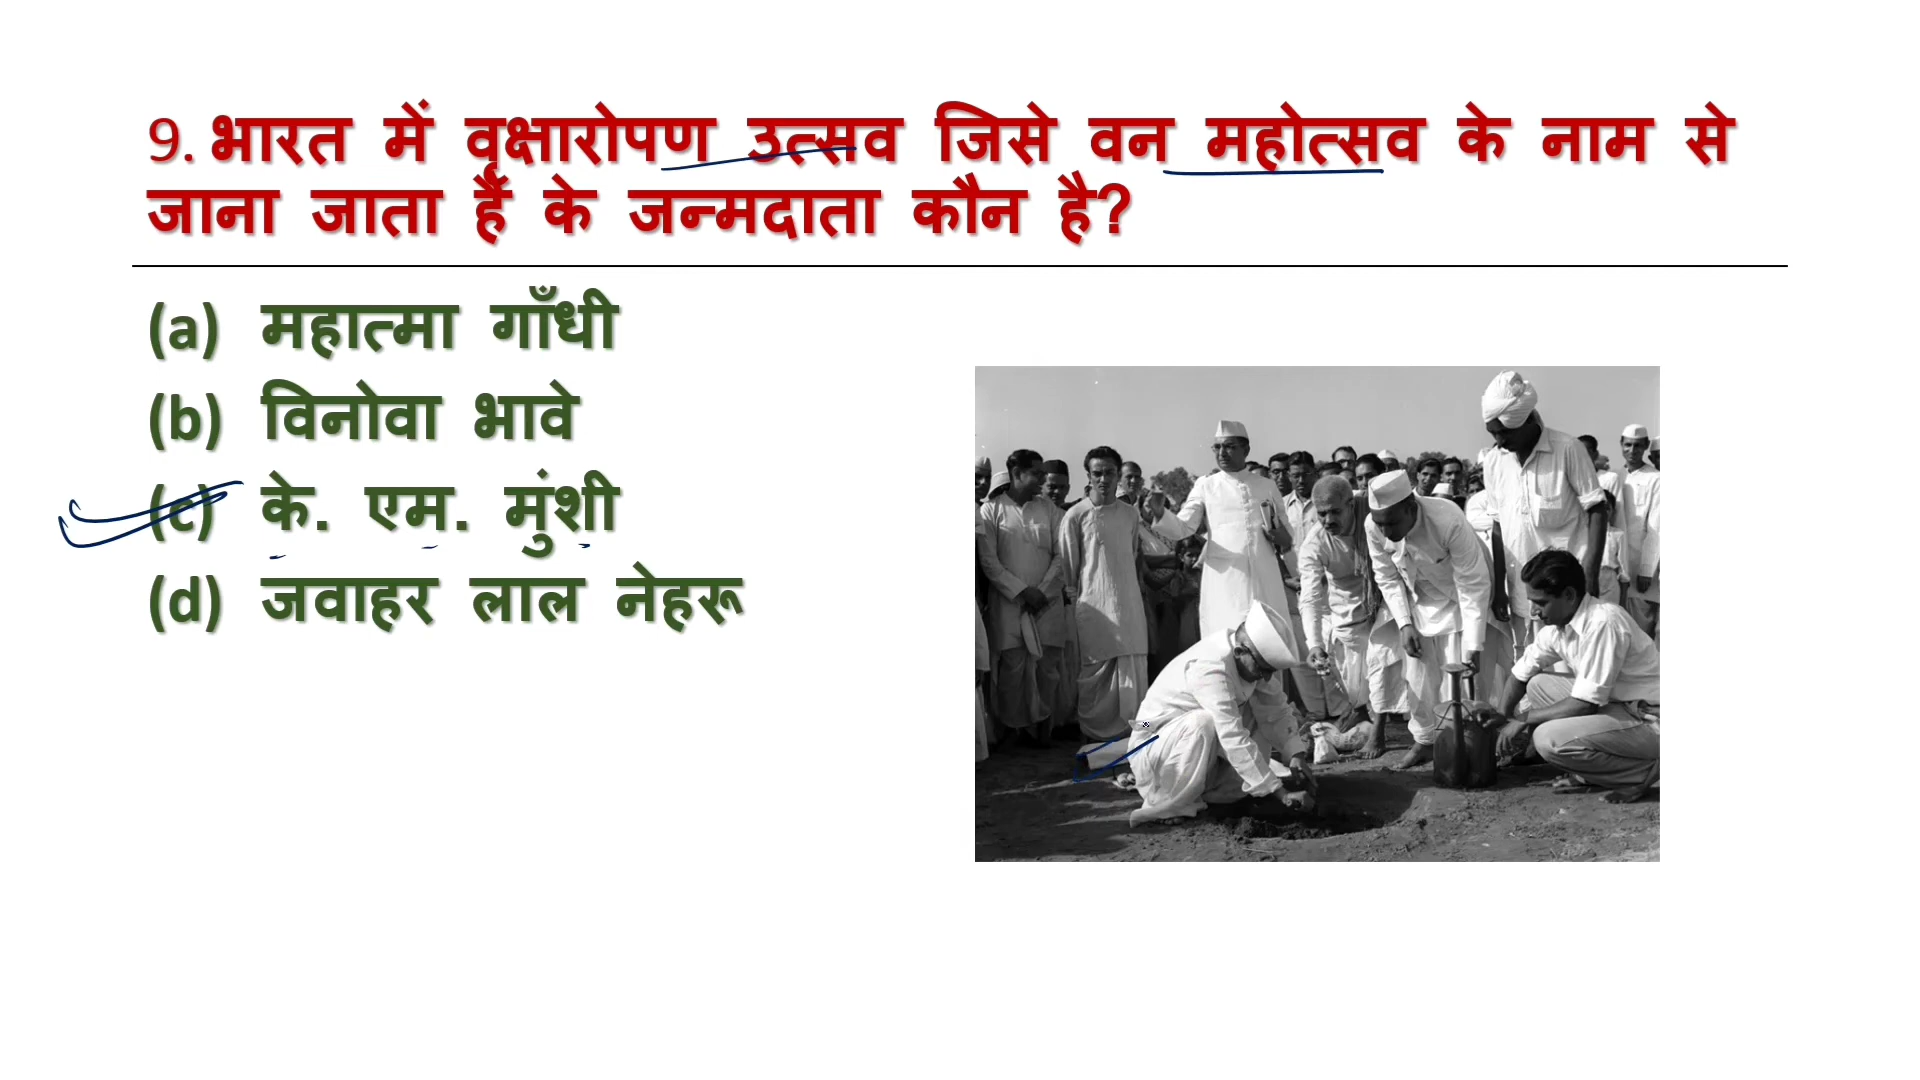 9. भारत में वृक्षारोपण उत्सव जिसे वन महोत्सव के नाम से
जाना जाता हैं के जन्मदाता कौन है?
(a) महात्मा गाँधी
(b) विनोवा भावे
(c) के. एम. मुंशी
(d) जवाहर लाल नेहरू